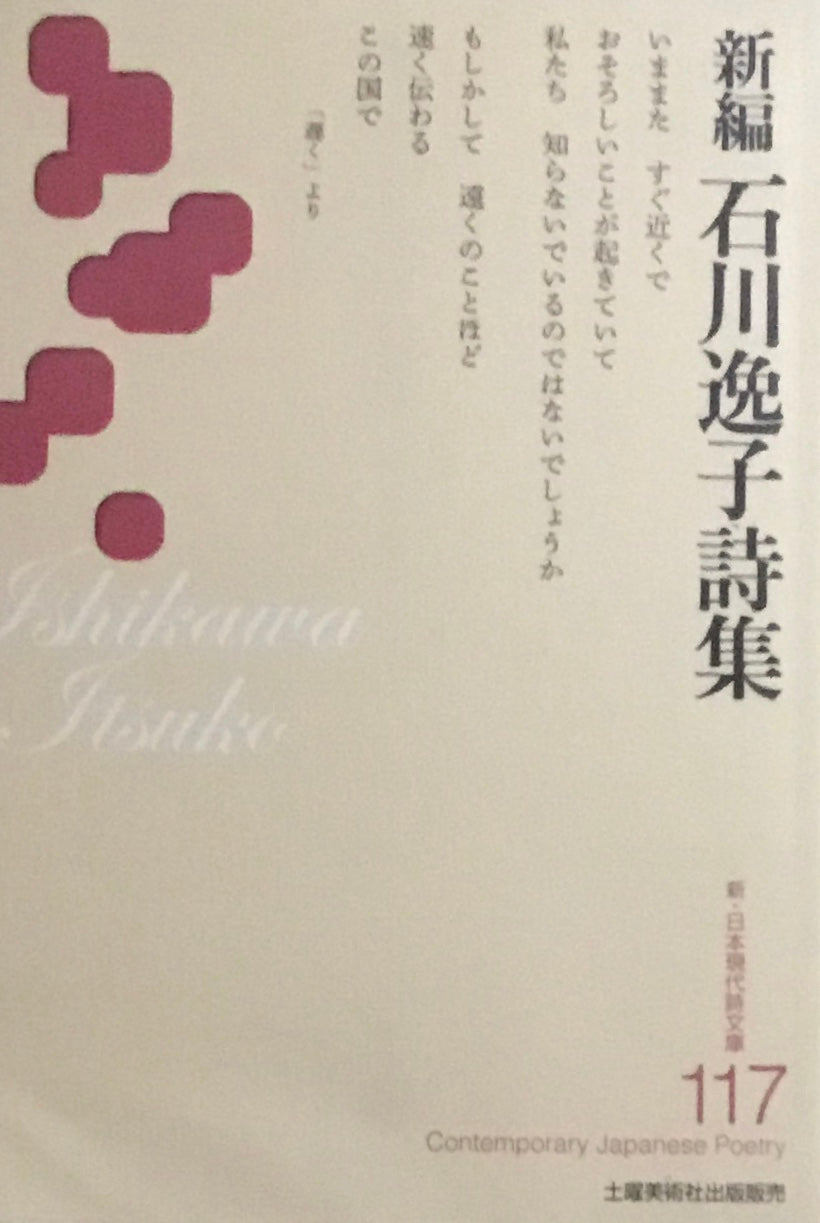 新編 石川逸子詩集
いままた　すぐ近くで
おそろしいことが起きていて
私たち　知らないでいるのではないでしょうか
もしかして　遠くのことほど
速く伝わる
この国で
より
Ishikawa
Itsuko
新・日本現代詩文庫
117
Contemporary Japanese Poetry
土曜美術社出版販売